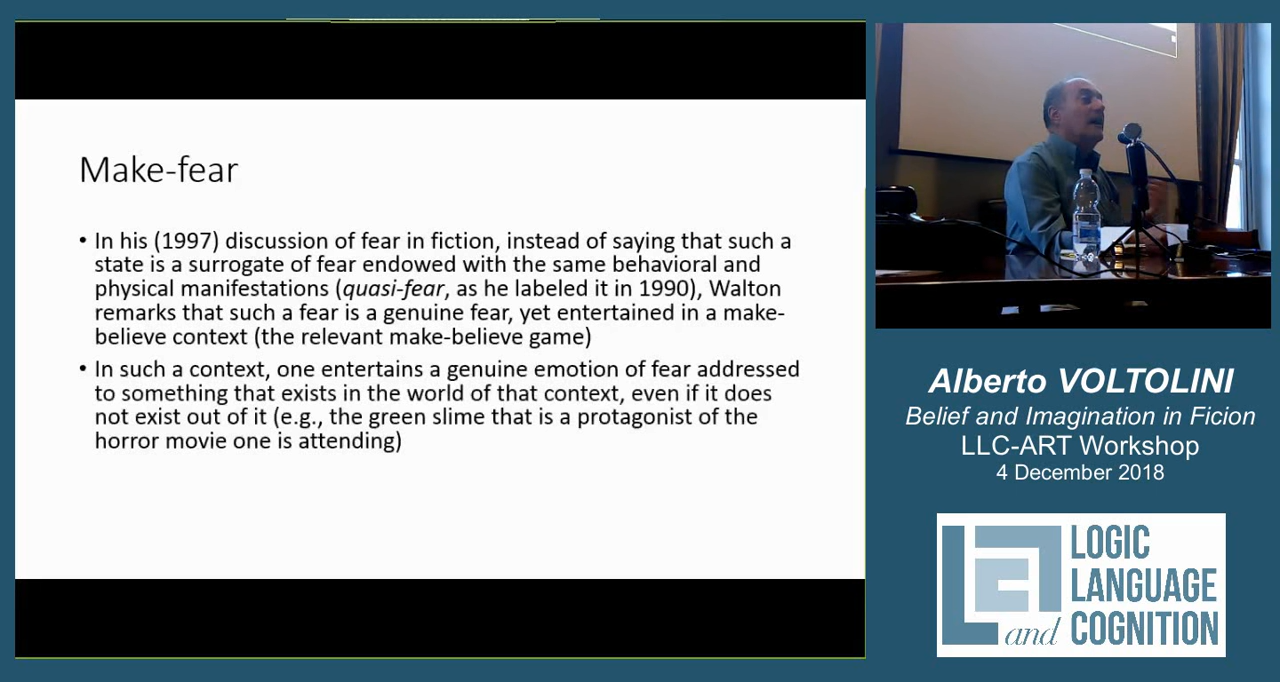 Make-fear
• In his (1997) discussion of fear in fiction, instead of saying that such a
state is a surrogate of fear endowed with the same behavioral and
physical manifestations (quasi-fear, as he labeled it in 1990), Walton
remarks that such a fear is a genuine fear, yet entertained in a make-
believe context (the relevant make-believe game)
• In such a context, one entertains a genuine emotion of fear addressed
to something that exists in the world of that context, even if it does
not exist out of it (e.g., the green slime that is a protagonist of the
horror movie one is attending)
Alberto VOLTOLINI
Belief and Imagination in Ficion
LLC-ART Workshop
4 December 2018
LOGIC
LANGUAGE
and COGNITION